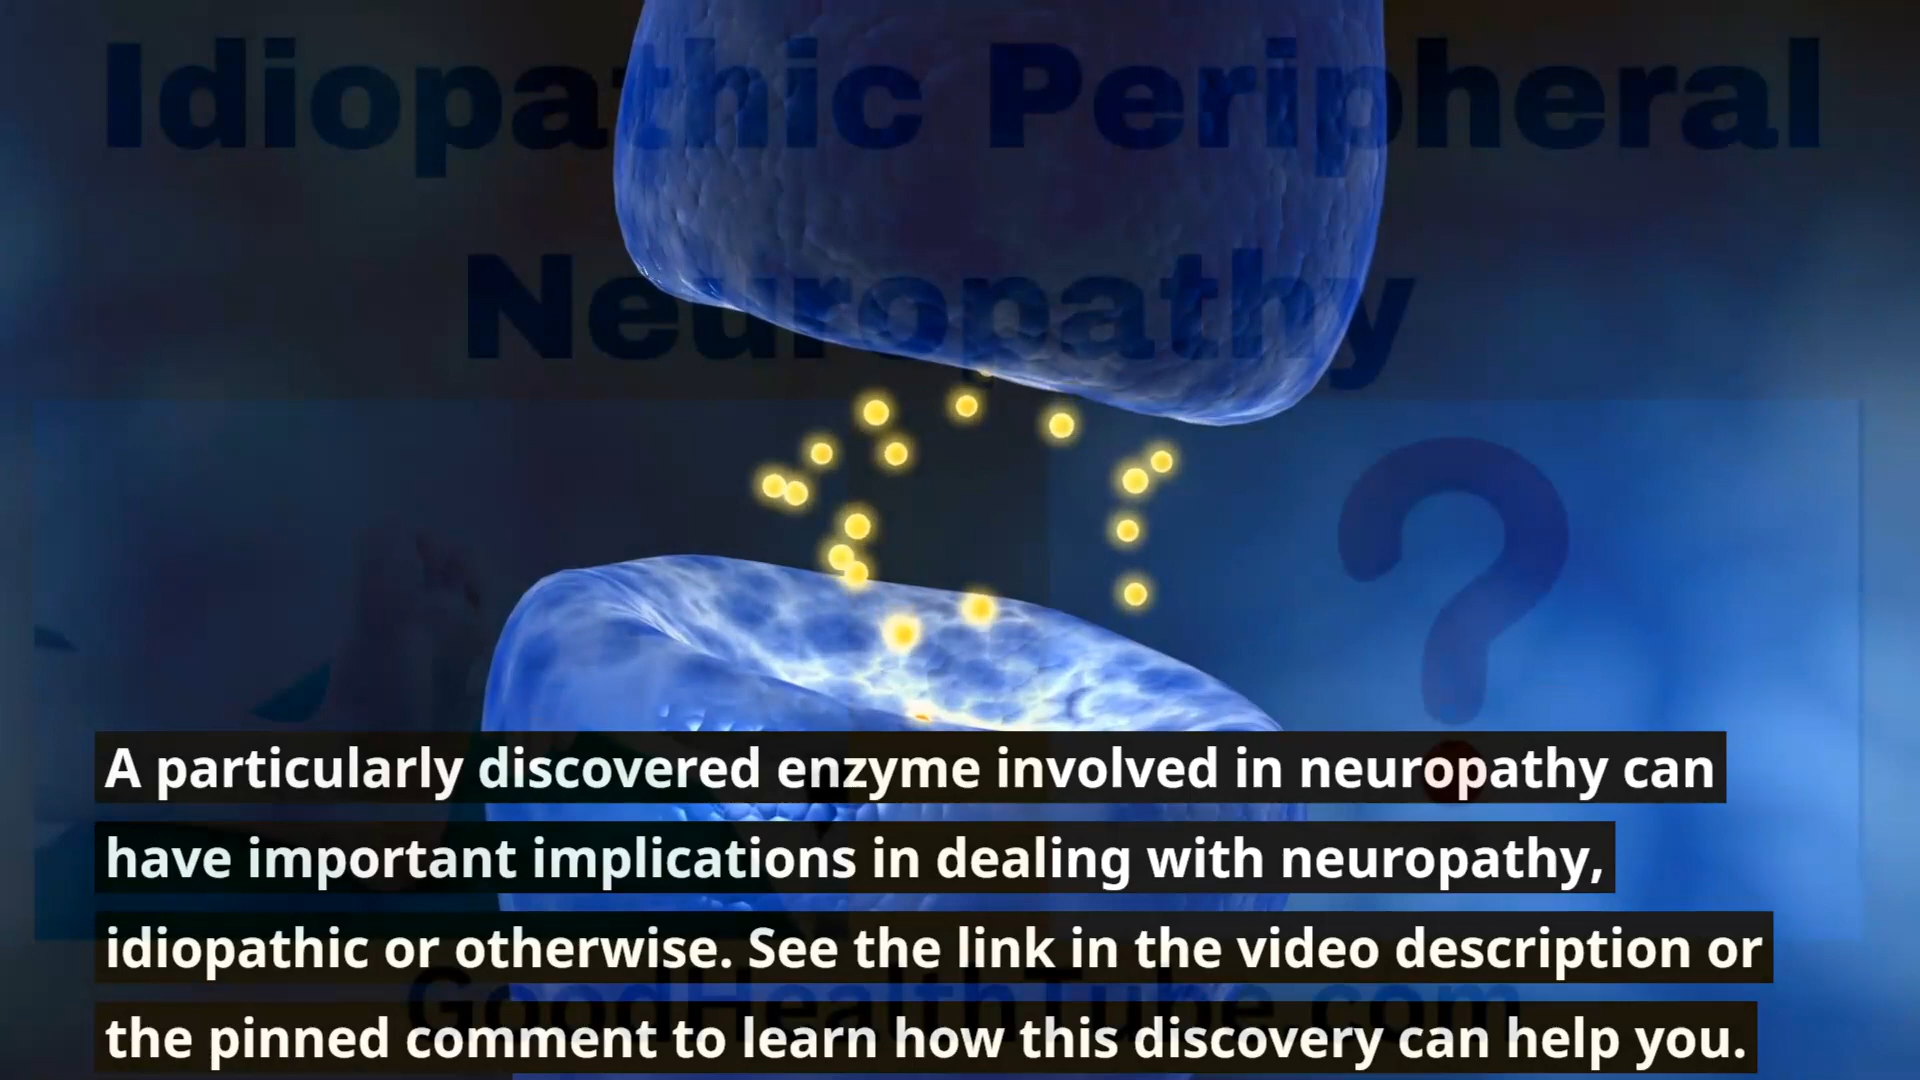 Idiopathic Peripheral
Neuropathy
?
A particularly discovered enzyme involved in neuropathy can
have important implications in dealing with neuropathy,
idiopathic or otherwise. See the link in the video description or
the pinned comment to learn how this discovery can help you.
GoodHealthTube.com